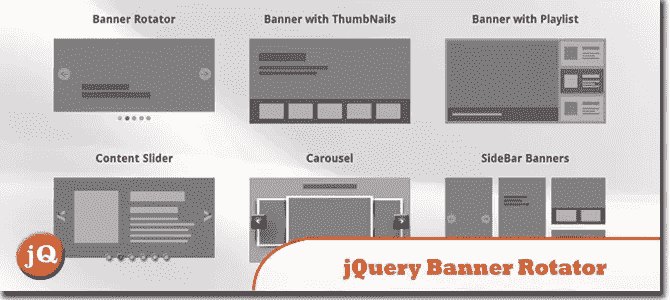 Banner Rotator
Banner with ThumbNails
Banner with Playlist
Content Slider
Carousel
SideBar Banners
jQ
jQuery Banner Rotator